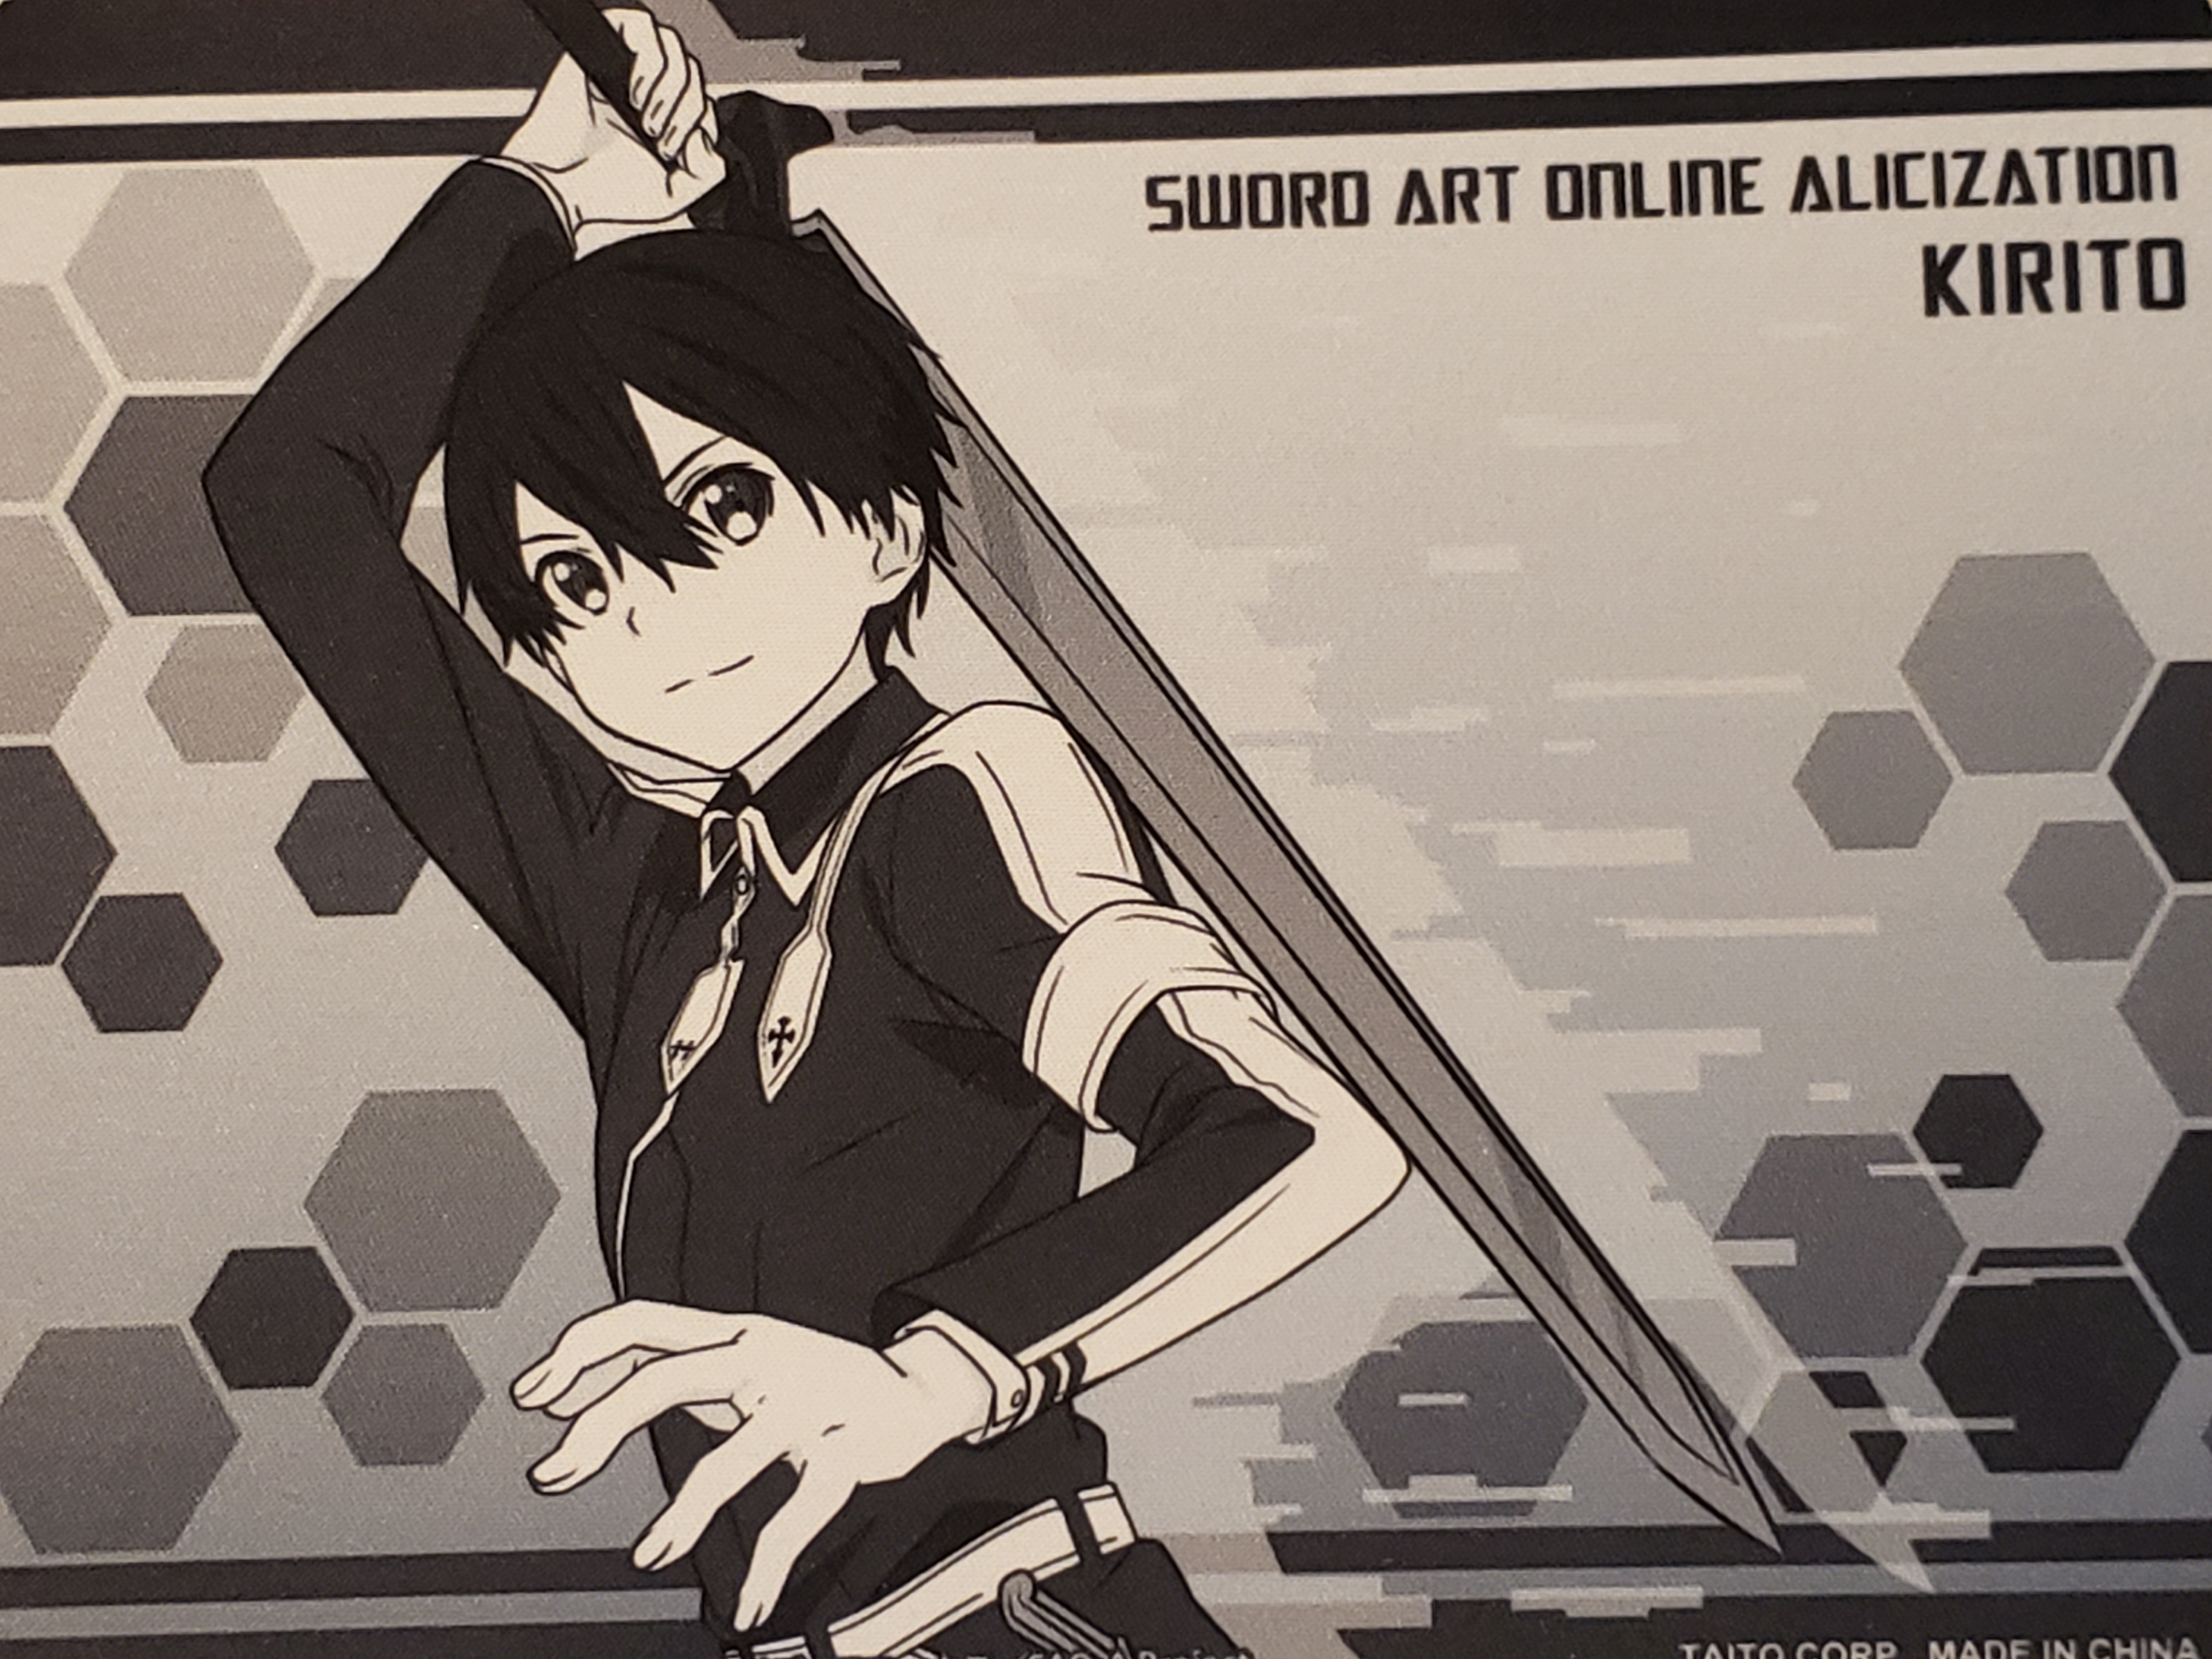 SWORD ART ONLINE ALICIZATION
KIRITO
TAITO CORP. MADE IN CHINA